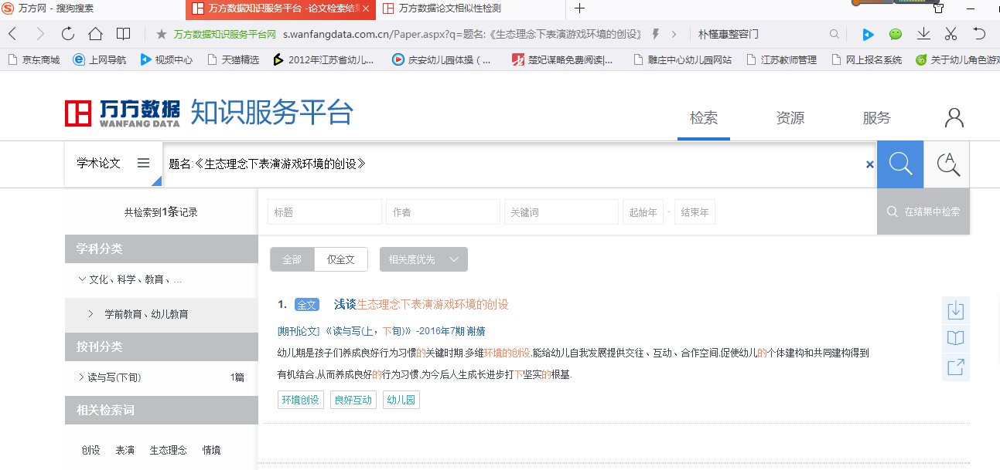 万方网 - 搜狗搜索
万方数据知识服务平台 -论文检索结果
万方数据论文相似性检测
万方数据知识服务平台网 s.wanfangdata.com.cn/Paper.aspx?q=题名:《生态理念下表演游戏环境的创设》
朴槿重整容门
京东商城 上网导航 视频中心 天猫精选 2012年江苏省幼儿... 庆安幼儿园体操（... 楚妃谋略免费阅读|... 雕庄中心幼儿园网站 江苏教师管理 网上报名系统 关于幼儿角色游戏
万方数据 知识服务平台
WANFANG DATA
检索 资源 服务
学术论文 题名:《生态理念下表演游戏环境的创设》
共检索到1条记录
标题 作者 关键词 起始年 - 结束年 在结果中检索
学科分类
全部 仅全文 相关度优先
文化、科学、教育、...
学前教育、幼儿教育
1. 全文 浅谈生态理念下表演游戏环境的创设
[期刊论文] 《读与写(上，下旬)》 -2016年7期 谢婧
按刊分类
幼儿期是孩子们养成良好行为习惯的关键时期.多维环境的创设,能给幼儿自我发展提供交往、互动、合作空间,促使幼儿的个体建构和共同建构得到
有机结合,从而养成良好的行为习惯,为今后人生成长进步打下坚实的根基.
读与写(下旬) 1篇
环境创设 良好互动 幼儿园
相关检索词
创设 表演 生态理念 情境